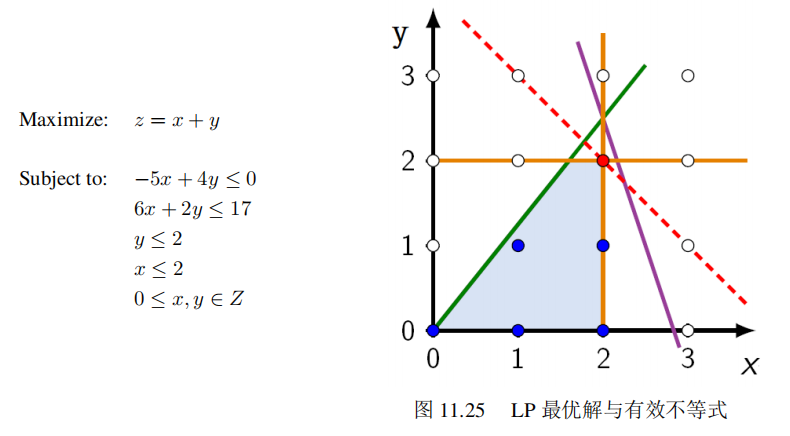 Maximize: z = x + y
Subject to: −5x + 4y ≤ 0
6x + 2y ≤ 17
y ≤ 2
x ≤ 2
0 ≤ x, y ∈ Z
y
3
2
1
0
0 1 2 3 x
图 11.25 LP 最优解与有效不等式